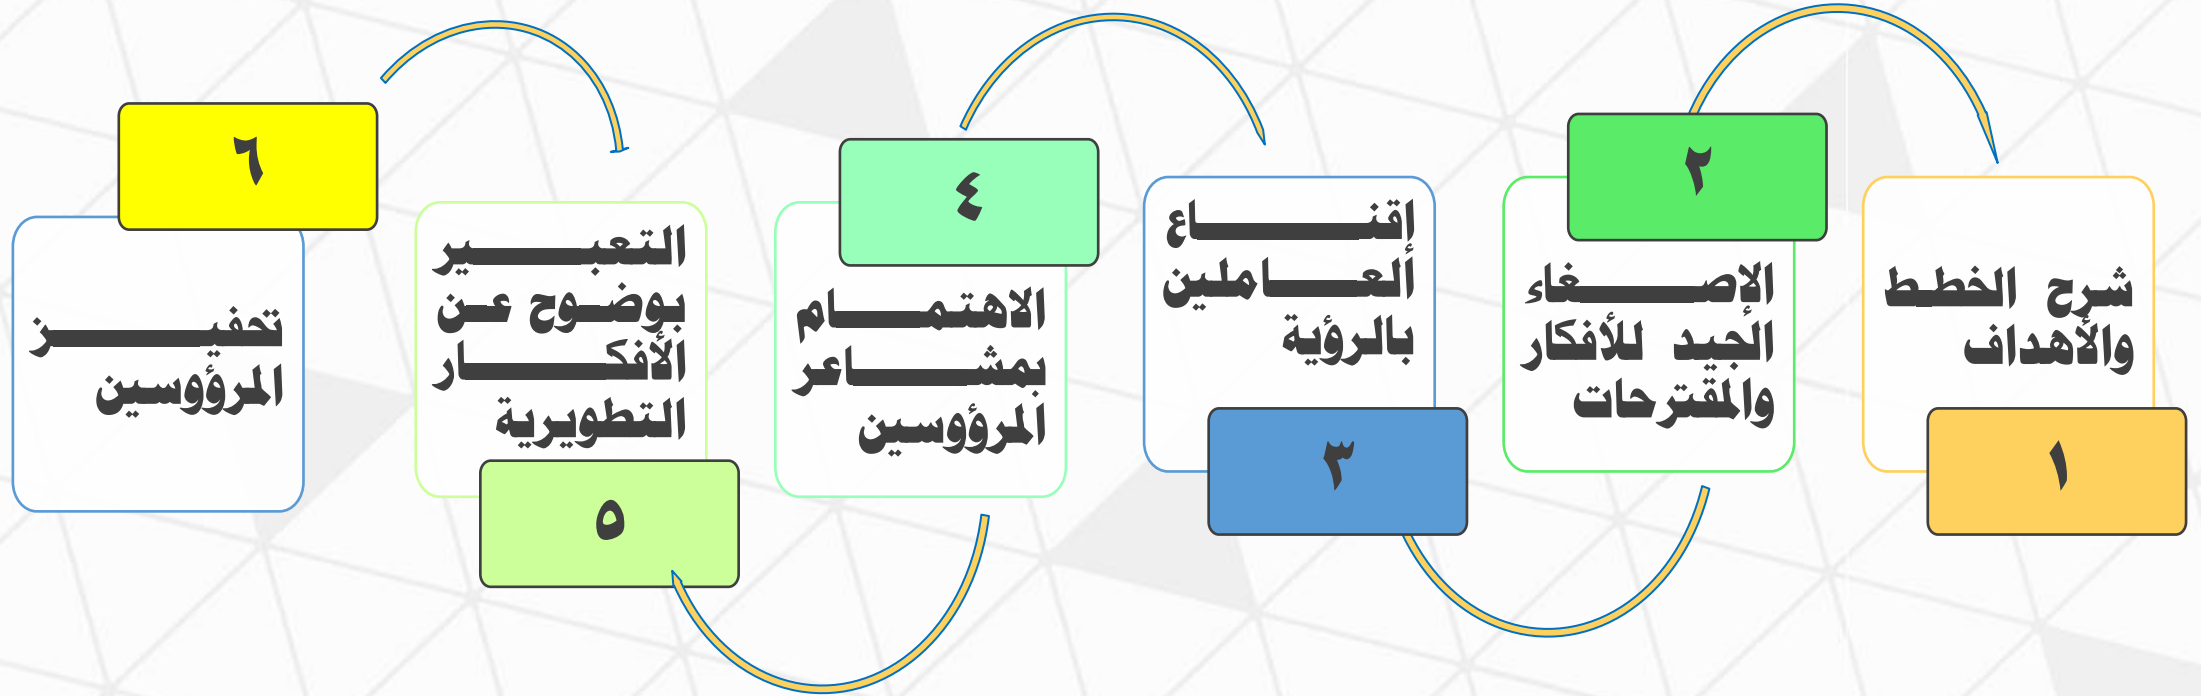 شرح الخطط
والأهداف
١
٢
الإصغاء
الجيد للأفكار
والمقترحات
إقناع
العاملين
بالرؤية
٣
٤
الاهتمام
بمشاعر
المرؤوسين
التعبير
بوضوح عن
الأفكار
التطويرية
٥
٦
تحفيز
المرؤوسين